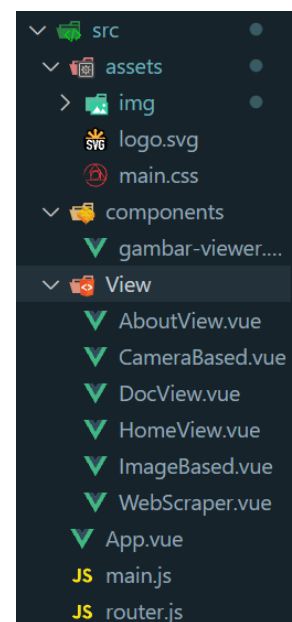 src
assets
img
SVG
logo.svg
main.css
components
gambar-viewer....
View
AboutView.vue
CameraBased.vue
DocView.vue
HomeView.vue
ImageBased.vue
WebScraper.vue
App.vue
JS main.js
JS router.js